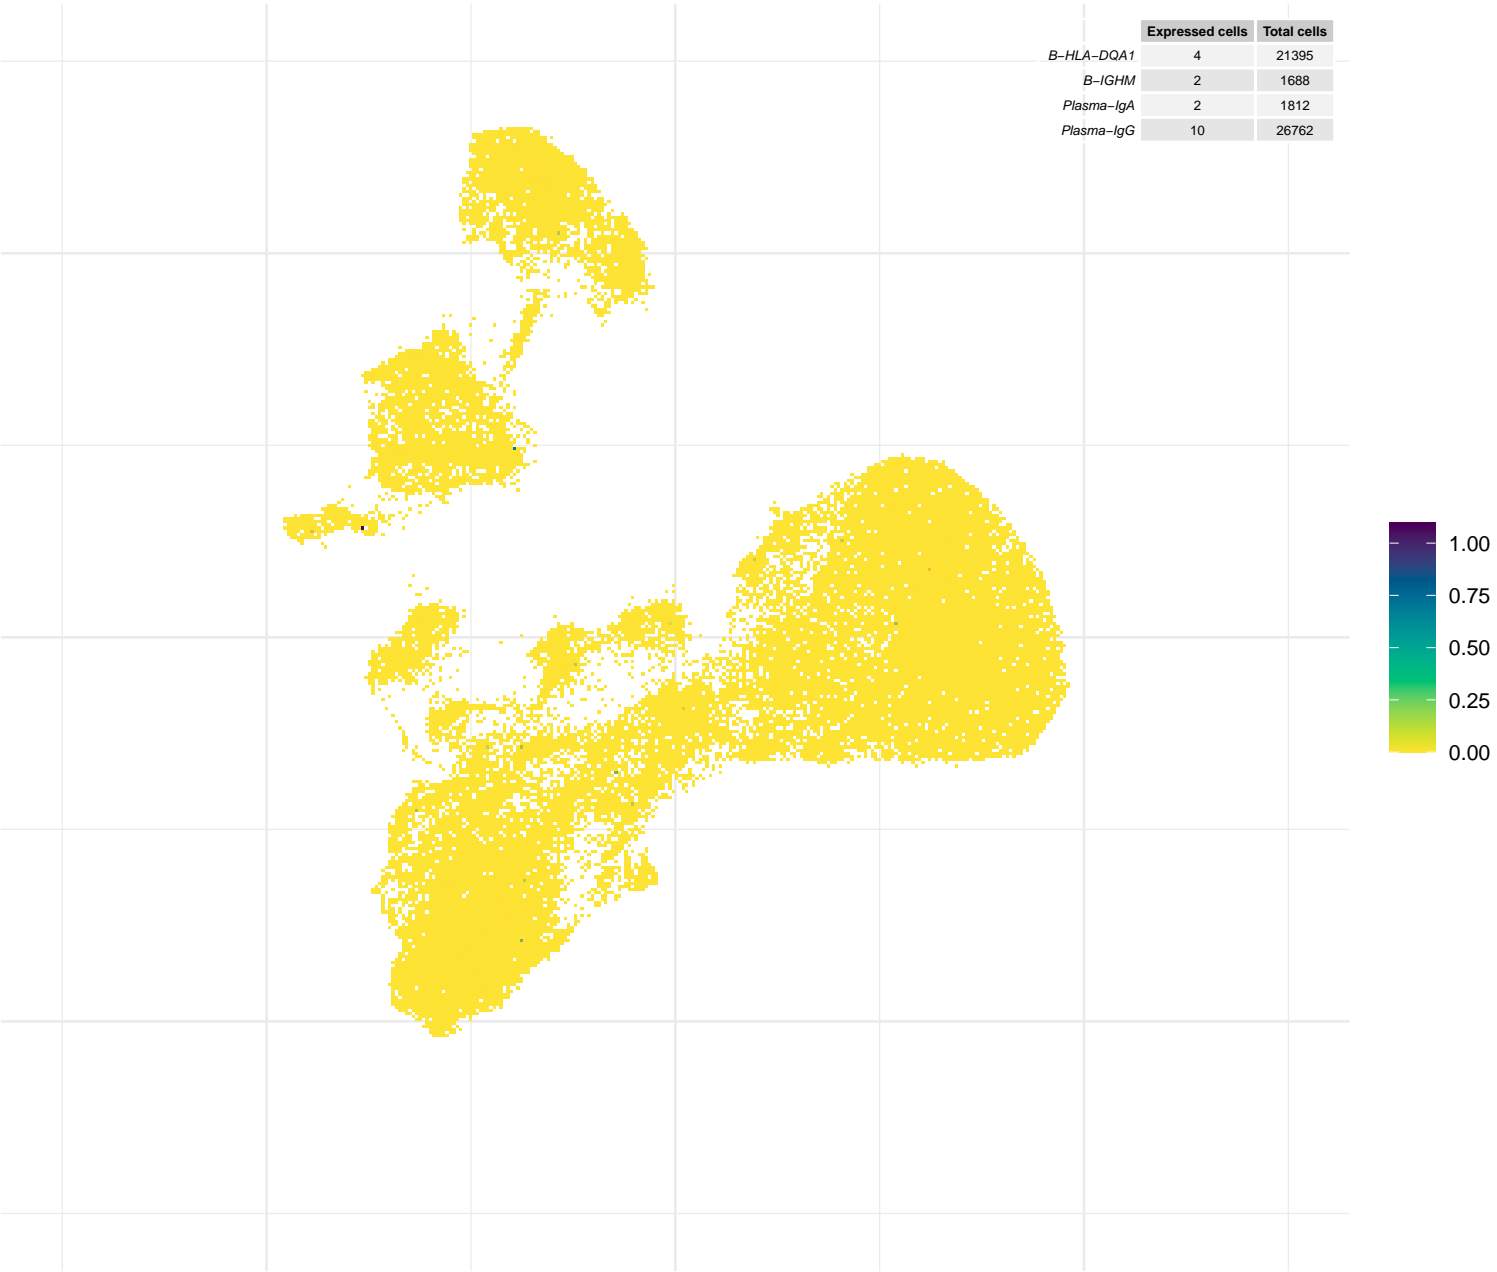 Expressed cells Total cells
B−HLA−DQA1 4 21395
B−IGHM 2 1688
Plasma−IgA 2 1812
Plasma−IgG 10 26762
1.00
0.75
0.50
0.25
0.00